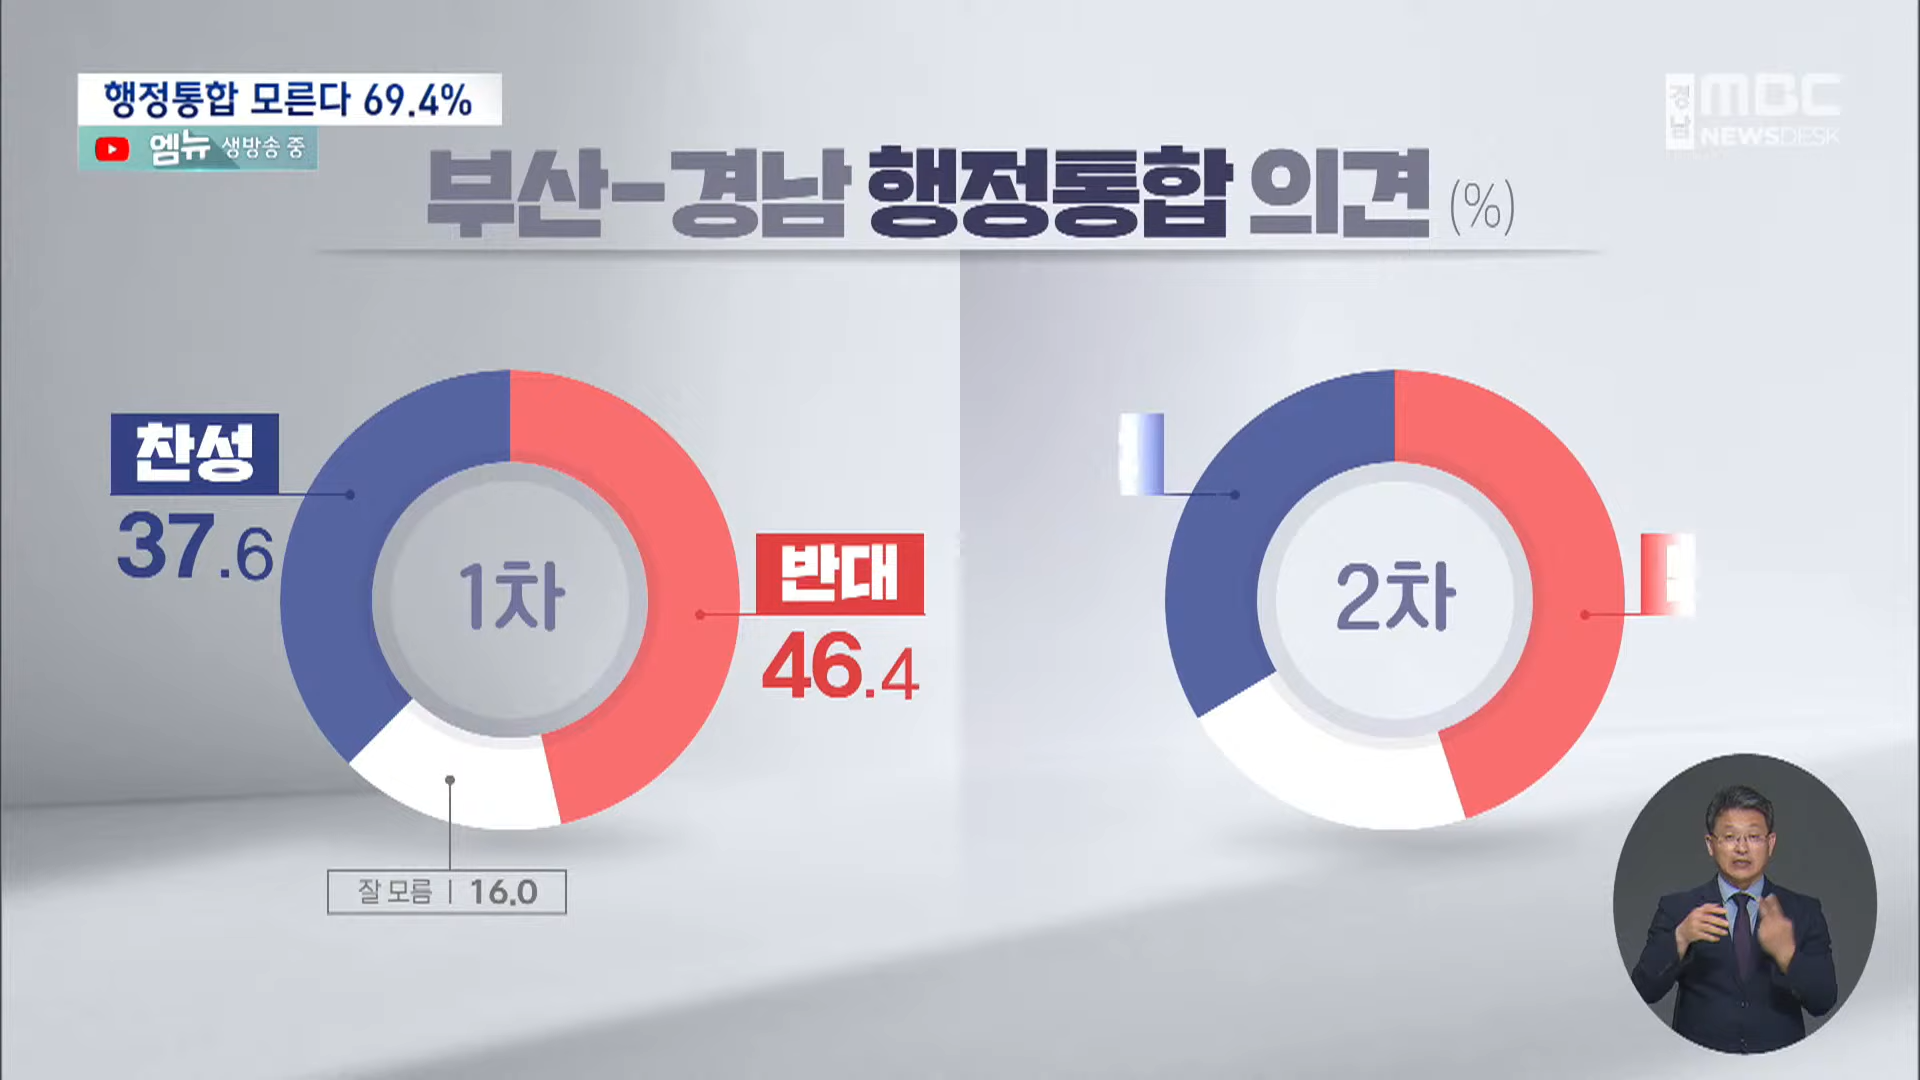 행정통합 모른다 69.4%
엠뉴 생방송 중
경남 MBC
NEWSDESK
부산-경남 행정통합 의견 (%)
찬성
37.6
1차
반대
46.4
잘 모름 | 16.0
2차